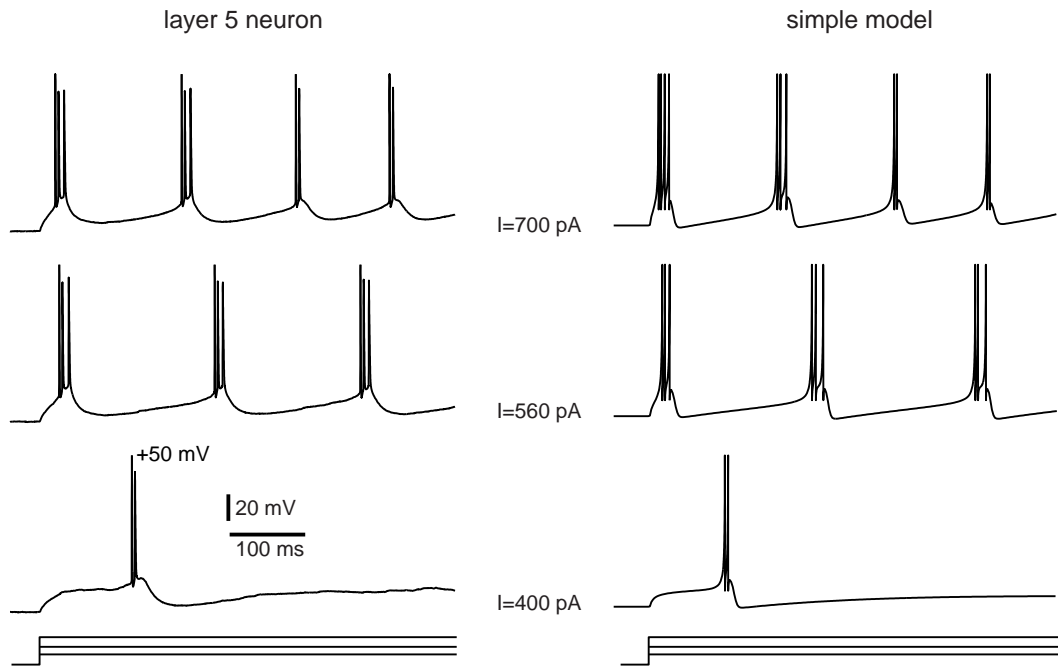 layer 5 neuron
simple model
I=700 pA
I=560 pA
+50 mV
20 mV
100 ms
I=400 pA